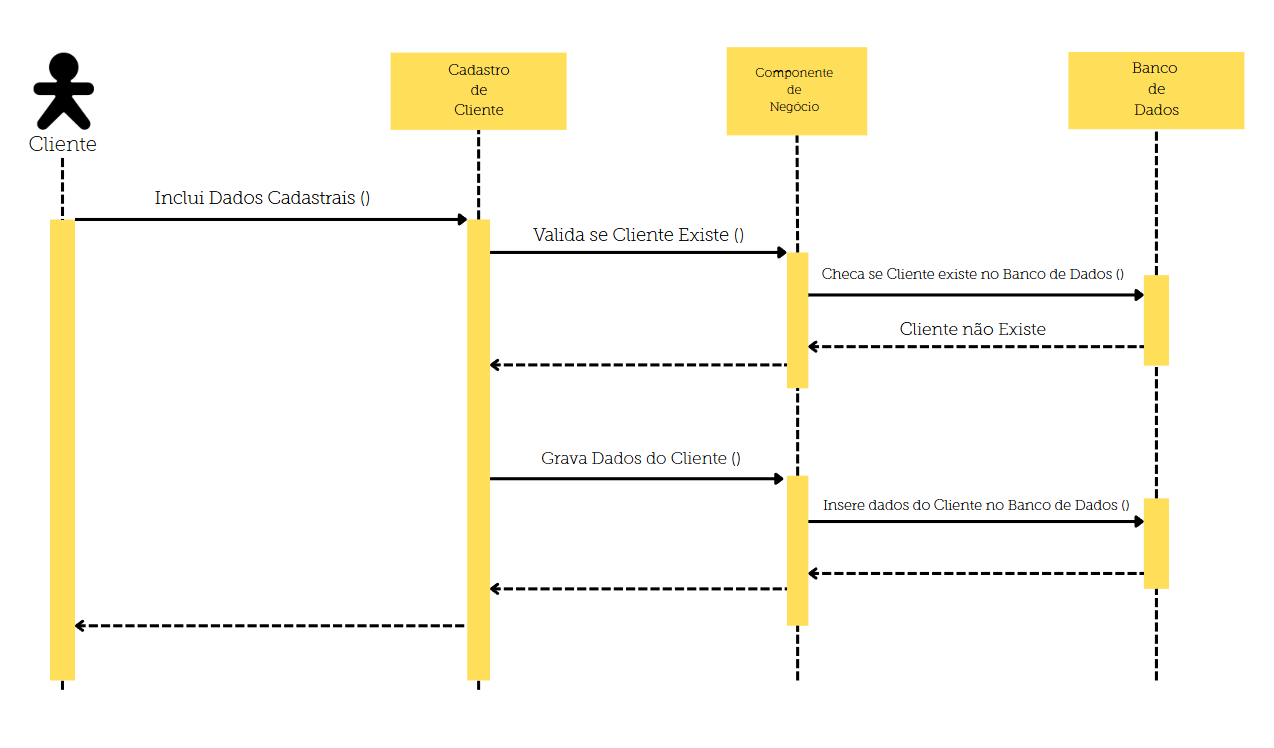 Cliente
Cadastro
de
Cliente
Componente
de
Negócio
Banco
de
Dados
Inclui Dados Cadastrais ()
Valida se Cliente Existe ()
Checa se Cliente existe no Banco de Dados ()
Cliente não Existe
Grava Dados do Cliente ()
Insere dados do Cliente no Banco de Dados ()